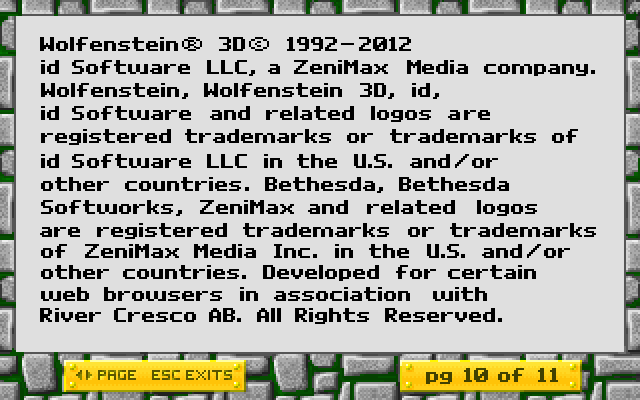 Wolfenstein® 3D© 1992-2012
id Software LLC, a ZeniMax Media company.
Wolfenstein, Wolfenstein 3D, id,
id Software and related logos are
registered trademarks or trademarks of
id Software LLC in the U.S. and/or
other countries. Bethesda, Bethesda
Softworks, ZeniMax and related logos
are registered trademarks or trademarks
of ZeniMax Media Inc. in the U.S. and/or
other countries. Developed for certain
web browsers in association with
River Cresco AB. All Rights Reserved.
PAGE ESC EXITS
pg 10 of 11